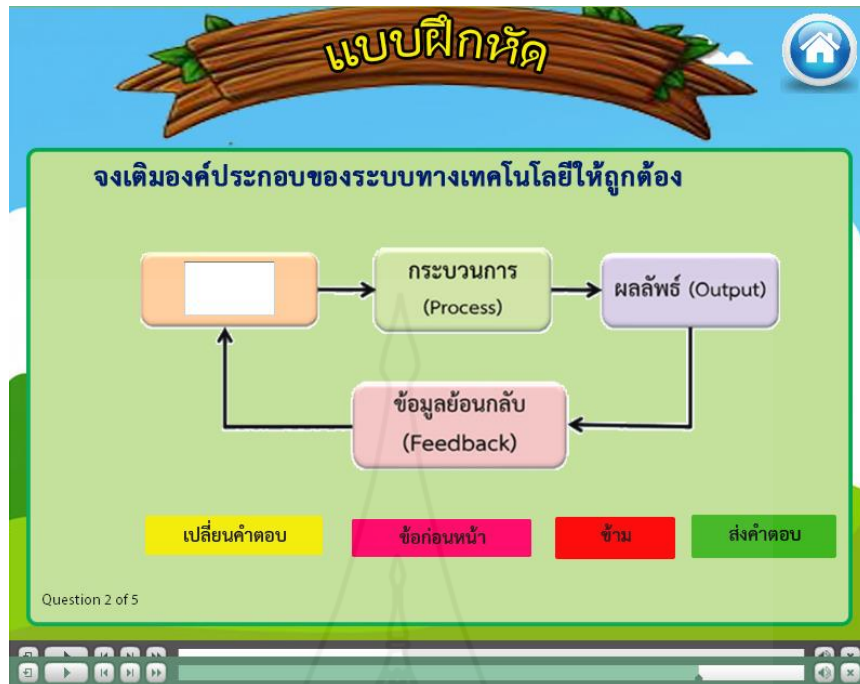 แบบฝึกหัด
จงเติมองค์ประกอบของระบบทางเทคโนโลยีให้ถูกต้อง
กระบวนการ
(Process)
ผลลัพธ์ (Output)
ข้อมูลย้อนกลับ
(Feedback)
เปลี่ยนคำตอบ
ข้อก่อนหน้า
ข้าม
ส่งคำตอบ
Question 2 of 5